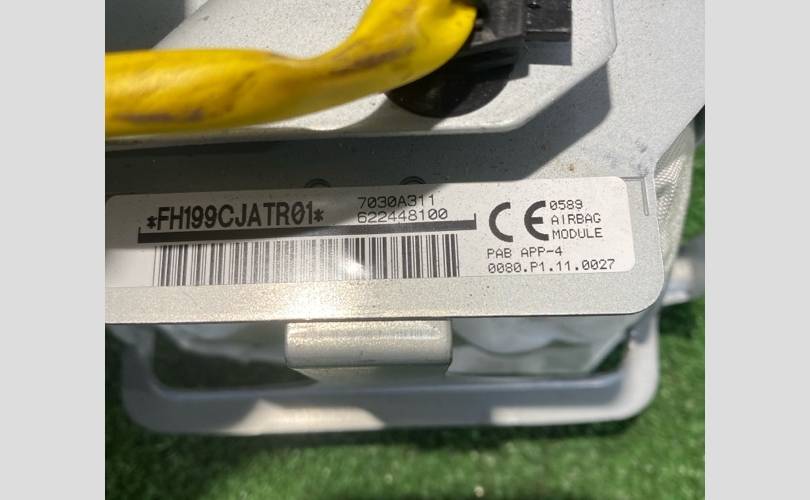 *FH199CJATR01*
7030A311
622448100
CE 0589
AIRBAG
MODULE
PAB APP-4
0080.P1.11.0027